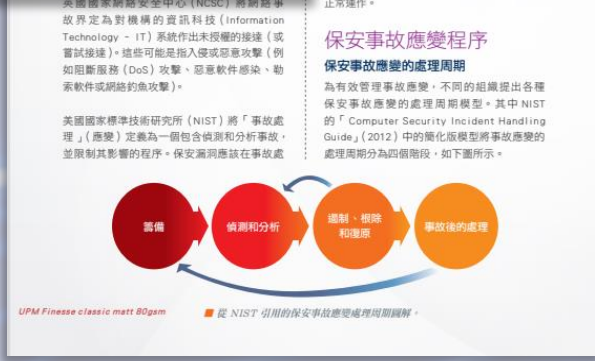 英國國家網絡安全中心(NCSC)將網絡事
故界定為對機構的資訊科技(Information
Technology - IT)系統作出未授權的接達(或
嘗試接達)。這些可能是指入侵或惡意攻擊(例
如阻斷服務(DoS)攻擊、惡意軟件感染、勒
索軟件或網絡釣魚攻擊)。
美國國家標準技術研究所(NIST)將「事故處
理」(應變)定義為一個包含偵測和分析事故,
並限制其影響的程序。保安漏洞應該在事故處
正常運作。
保安事故應變程序
保安事故應變的處理周期
為有效管理事故應變,不同的組織提出各種
保安事故應變的處理周期模型。其中 NIST
的「Computer Security Incident Handling
Guide」(2012)中的簡化版模型將事故應變的
處理周期分為四個階段,如下圖所示。
籌備
偵測和分析
遏制、根除
和復原
事故後的處理
UPM Finesse classic matt 80gsm
從 NIST 引用的保安事故應變處理周期圖解。